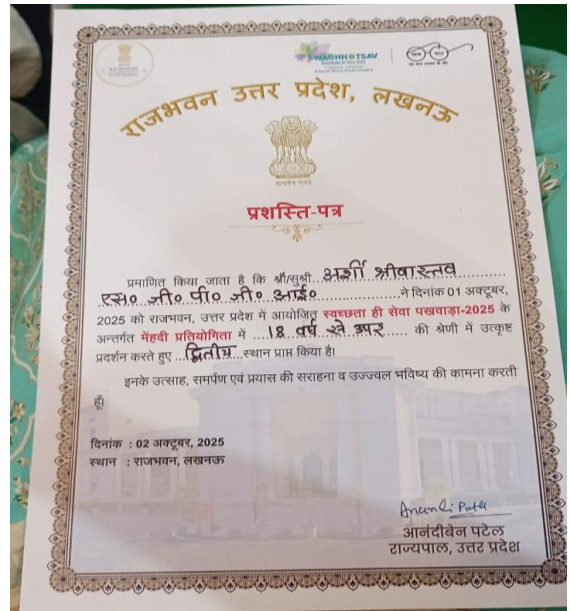 SWACHHOTSAV
राजभवन उत्तर प्रदेश, लखनऊ
सत्यमेव जयते
प्रशस्ति-पत्र
प्रमाणित किया जाता है कि श्री/सुश्री अर्शी श्रीवास्तव
एस० जी० पी० जी० आई० ने दिनांक 01 अक्टूबर,
2025 को राजभवन, उत्तर प्रदेश में आयोजित स्वच्छता ही सेवा पखवाड़ा-2025 के
अन्तर्गत मेंहदी प्रतियोगिता में 18 वर्ष से ऊपर की श्रेणी में उत्कृष्ट
प्रदर्शन करते हुए द्वितीय स्थान प्राप्त किया है।
इनके उत्साह, समर्पण एवं प्रयास की सराहना व उज्ज्वल भविष्य की कामना करती
हूँ।
दिनांक : 02 अक्टूबर, 2025
स्थान : राजभवन, लखनऊ
आनंदीबेन पटेल
राज्यपाल, उत्तर प्रदेश